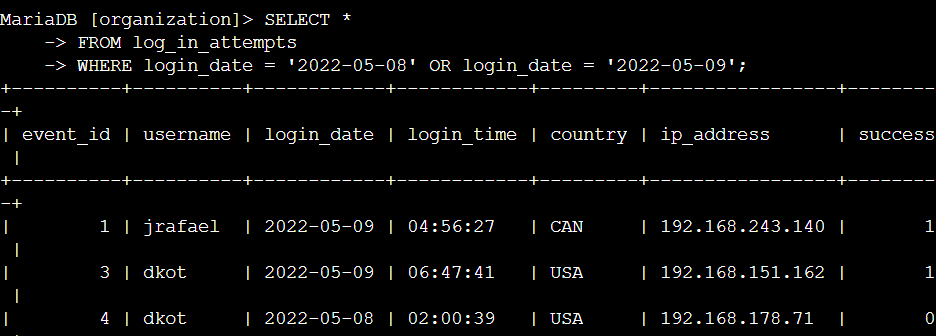 MariaDB [organization]> SELECT *
    -> FROM log_in_attempts
    -> WHERE login_date = '2022-05-08' OR login_date = '2022-05-09';
+----------+----------+------------+------------+---------+-----------------+--------
-+
| event_id | username | login_date | login_time | country | ip_address      | success
 |
+----------+----------+------------+------------+---------+-----------------+--------
-+
|        1 | jrafael  | 2022-05-09 | 04:56:27   | CAN     | 192.168.243.140 |       1
 |
|        3 | dkot     | 2022-05-09 | 06:47:41   | USA     | 192.168.151.162 |       1
 |
|        4 | dkot     | 2022-05-08 | 02:00:39   | USA     | 192.168.178.71  |       0